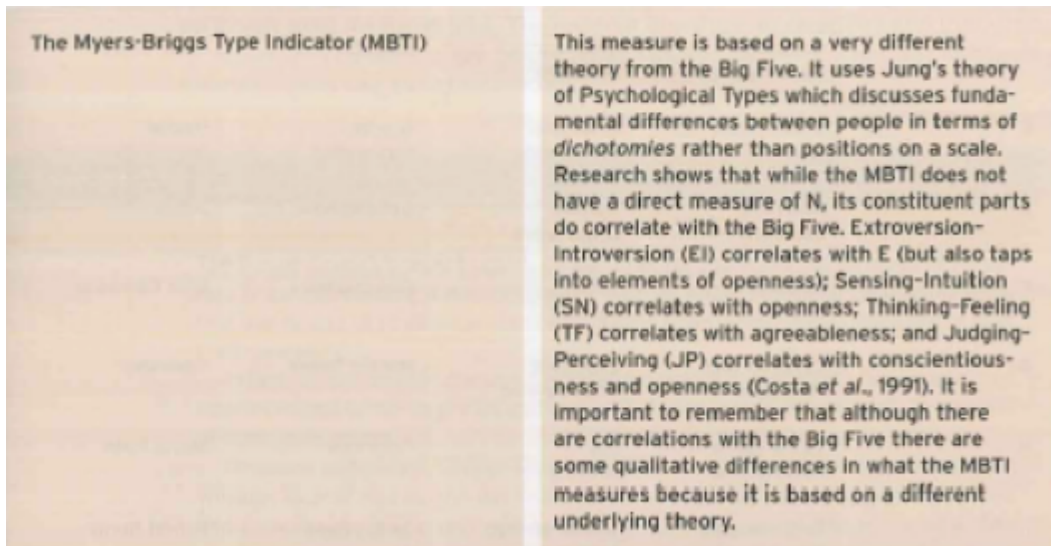 The Myers-Briggs Type Indicator (MBTI)
This measure is based on a very different
theory from the Big Five. It uses Jung's theory
of Psychological Types which discusses funda-
mental differences between people in terms of
dichotomies rather than positions on a scale.
Research shows that while the MBTI does not
have a direct measure of N, its constituent parts
do correlate with the Big Five. Extroversion-
Introversion (EI) correlates with E (but also taps
into elements of openness); Sensing-Intuition
(SN) correlates with openness; Thinking-Feeling
(TF) correlates with agreeableness; and Judging-
Perceiving (JP) correlates with conscientious-
ness and openness (Costa et al., 1991). It is
important to remember that although there
are correlations with the Big Five there are
some qualitative differences in what the MBTI
measures because it is based on a different
underlying theory.